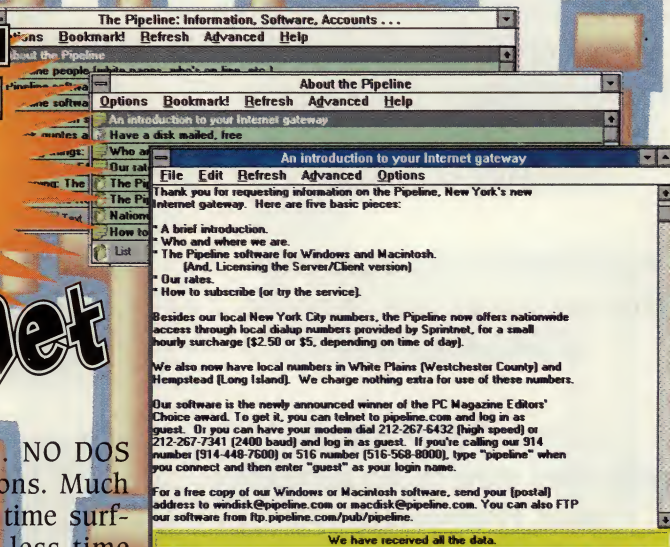 The Pipeline: Information, Software, Accounts . . .
Bookmark! Refresh Advanced Help
About the Pipeline
About the Pipeline
Options Bookmark! Refresh Advanced Help
An introduction to your Internet gateway
Have a disk mailed, free
Who
Our
The
The
How to
List
An introduction to your Internet gateway
File Edit Refresh Advanced Options
Thank you for requesting information on the Pipeline, New York's new
Internet gateway. Here are five basic pieces:
* A brief introduction.
* Who and where we are.
* The Pipeline software for Windows and Macintosh.
(And, Licensing the Server/Client version)
* Our rates.
* How to subscribe (or try the service).
Besides our local New York City numbers, the Pipeline now offers nationwide
access through local dialup numbers provided by Sprintnet, for a small
hourly surcharge ($2.50 or $5, depending on time of day).
We also now have local numbers in White Plains (Westchester County) and
Hempstead (Long Island). We charge nothing extra for use of these numbers.
Our software is the newly announced winner of the PC Magazine Editors'
Choice award. To get it, you can telnet to pipeline.com and log in as
guest. Or you can have your modem dial 212-267-6432 (high speed) or
212-267-7341 (2400 baud) and log in as guest. If you're calling our 914
number (914-448-7600) or 516 number (516-568-8000), type "pipeline" when
you connect and then enter "guest" as your login name.
For a free copy of our Windows or Macintosh software, send your (postal)
address to windisk@pipeline.com or macdisk@pipeline.com. You can also FTP
our software from ftp.pipeline.com/pub/pipeline.
We have received all the data.
NO DOS
ons. Much
time surf-
less time